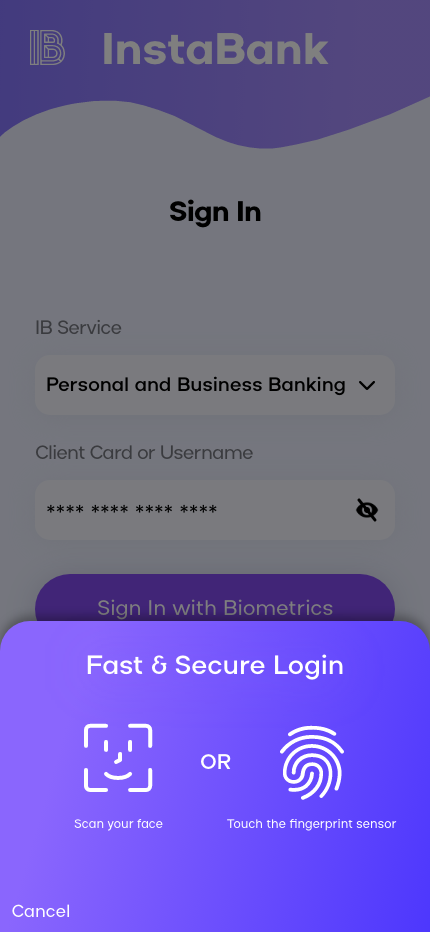 IB InstaBank
Sign In
IB Service
Personal and Business Banking
Client Card or Username
**** **** **** ****
Sign In with Biometrics
Fast & Secure Login
OR
Scan your face
Touch the fingerprint sensor
Cancel